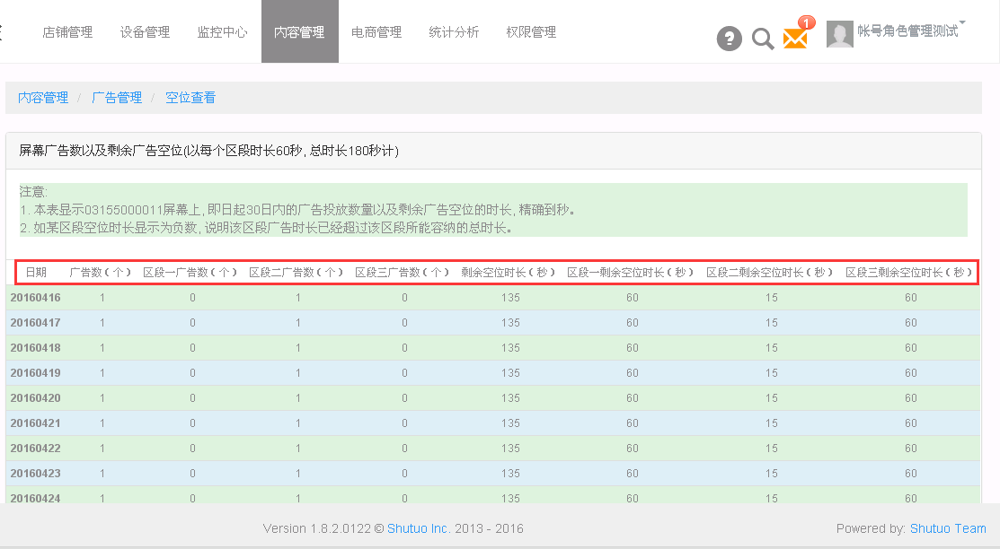 店铺管理 设备管理 监控中心 内容管理 电商管理 统计分析 权限管理 ? 1 帐号角色管理测试
内容管理 / 广告管理 / 空位查看
屏幕广告数以及剩余广告空位(以每个区段时长60秒, 总时长180秒计)
注意:
1. 本表显示03155000011屏幕上, 即日起30日内的广告投放数量以及剩余广告空位的时长, 精确到秒。
2. 如某区段空位时长显示为负数, 说明该区段广告时长已经超过该区段所能容纳的总时长。
日期 广告数(个) 区段一广告数(个) 区段二广告数(个) 区段三广告数(个) 剩余空位时长(秒) 区段一剩余空位时长(秒) 区段二剩余空位时长(秒) 区段三剩余空位时长(秒)
20160416 1 0 1 0 135 60 15 60
20160417 1 0 1 0 135 60 15 60
20160418 1 0 1 0 135 60 15 60
20160419 1 0 1 0 135 60 15 60
20160420 1 0 1 0 135 60 15 60
20160421 1 0 1 0 135 60 15 60
20160422 1 0 1 0 135 60 15 60
20160423 1 0 1 0 135 60 15 60
20160424 1 0 1 0 135 60 15 60
Version 1.8.2.0122 © Shutuo Inc. 2013 - 2016 Powered by: Shutuo Team